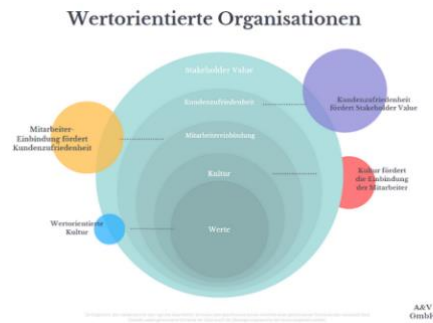 Wertorientierte Organisationen
Stakeholder Value
Kundenzufriedenheit
Mitarbeitereinbindung
Kultur
Werte
Kundenzufriedenheit
fördert Stakeholder Value
Mitarbeiter-
Einbindung fördert
Kundenzufriedenheit
Kultur fördert
die Einbindung
der Mitarbeiter
Wertorientierte
Kultur
A&V
GmbH